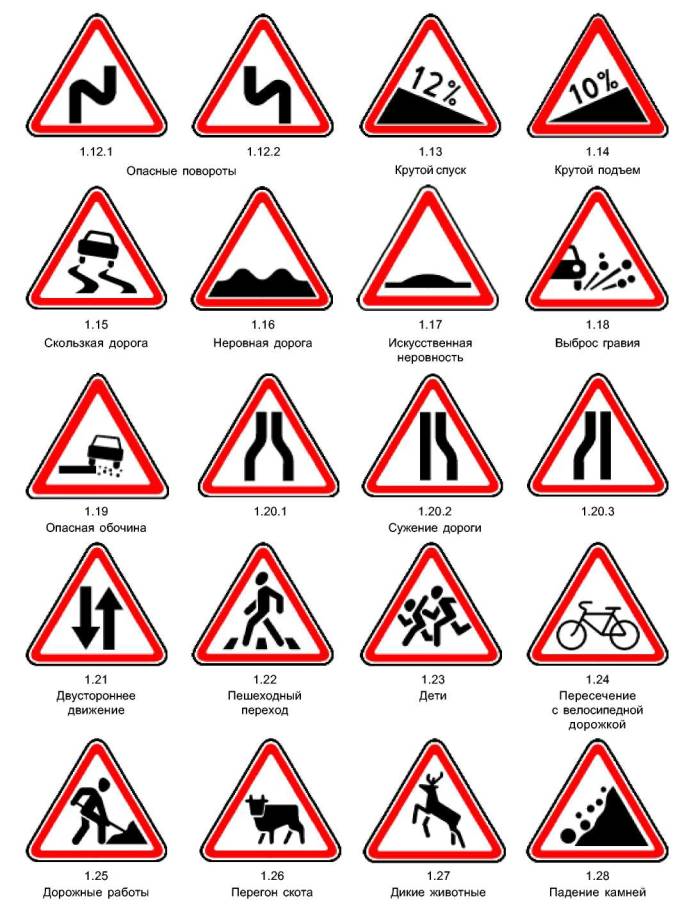 12%
10%
1.12.1
1.12.2
1.13
1.14
Опасные повороты
Крутой спуск
Крутой подъем
1.15
1.16
1.17
1.18
Скользкая дорога
Неровная дорога
Искусственная
неровность
Выброс гравия
1.19
1.20.1
1.20.2
1.20.3
Опасная обочина
Сужение дороги
1.21
1.22
1.23
1.24
Двустороннее
движение
Пешеходный
переход
Дети
Пересечение
с велосипедной
дорожкой
1.25
1.26
1.27
1.28
Дорожные работы
Перегон скота
Дикие животные
Падение камней